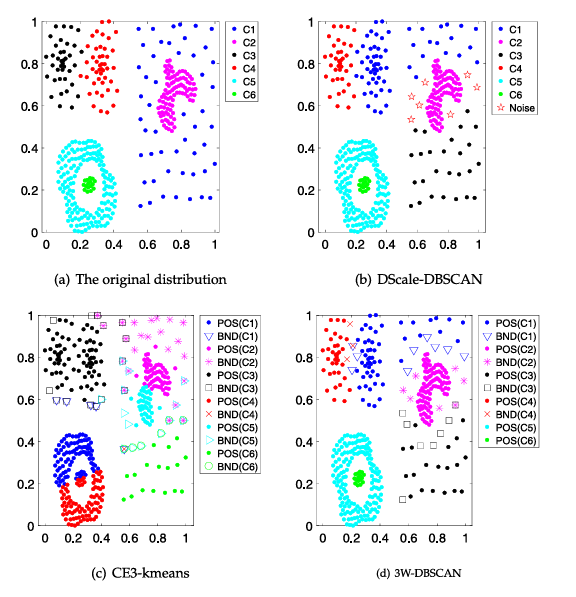 1
0.8
0.6
0.4
0.2
0
0 0.2 0.4 0.6 0.8 1
C1
C2
C3
C4
C5
C6
(a) The original distribution
1
0.8
0.6
0.4
0.2
0
0 0.2 0.4 0.6 0.8 1
C1
C2
C3
C4
C5
C6
Noise
(b) DScale-DBSCAN
1
0.8
0.6
0.4
0.2
0
0 0.2 0.4 0.6 0.8 1
POS(C1)
BND(C1)
POS(C2)
BND(C2)
POS(C3)
BND(C3)
POS(C4)
BND(C4)
POS(C5)
BND(C5)
POS(C6)
BND(C6)
(c) CE3-kmeans
1
0.8
0.6
0.4
0.2
0
0 0.2 0.4 0.6 0.8 1
POS(C1)
BND(C1)
POS(C2)
BND(C2)
POS(C3)
BND(C3)
POS(C4)
BND(C4)
POS(C5)
POS(C6)
(d) 3W-DBSCAN